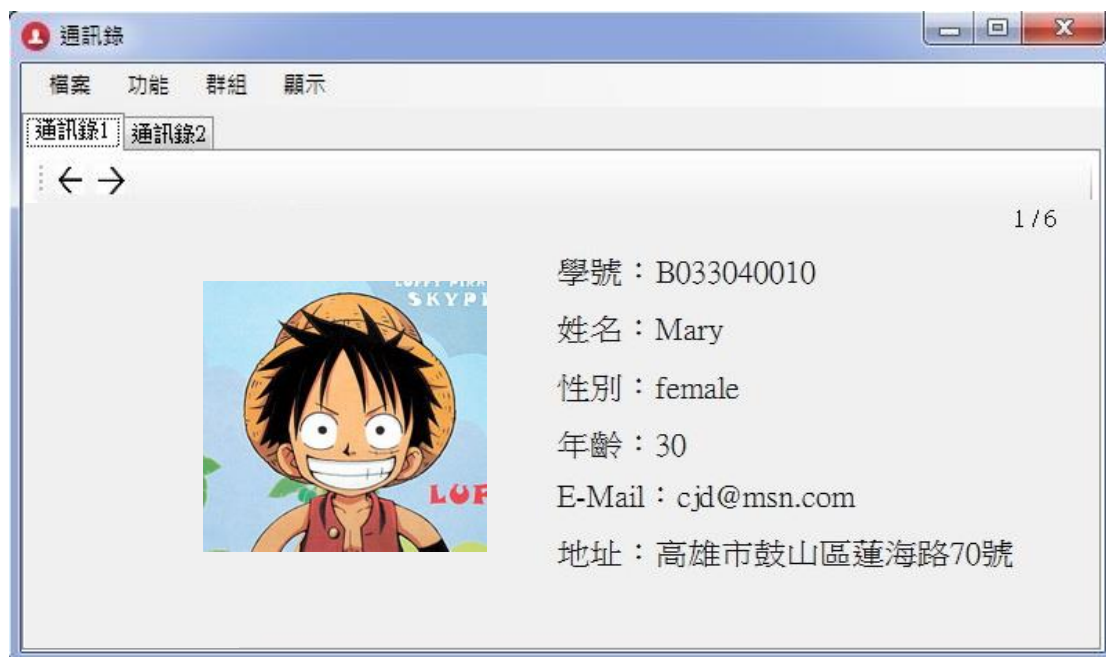 通訊錄
檔案 功能 群組 顯示
通訊錄1 通訊錄2
1/6
SKYPI
學號：B033040010
姓名：Mary
性別：female
年齡：30
E-Mail：cjd@msn.com
LUF
地址：高雄市鼓山區蓮海路70號